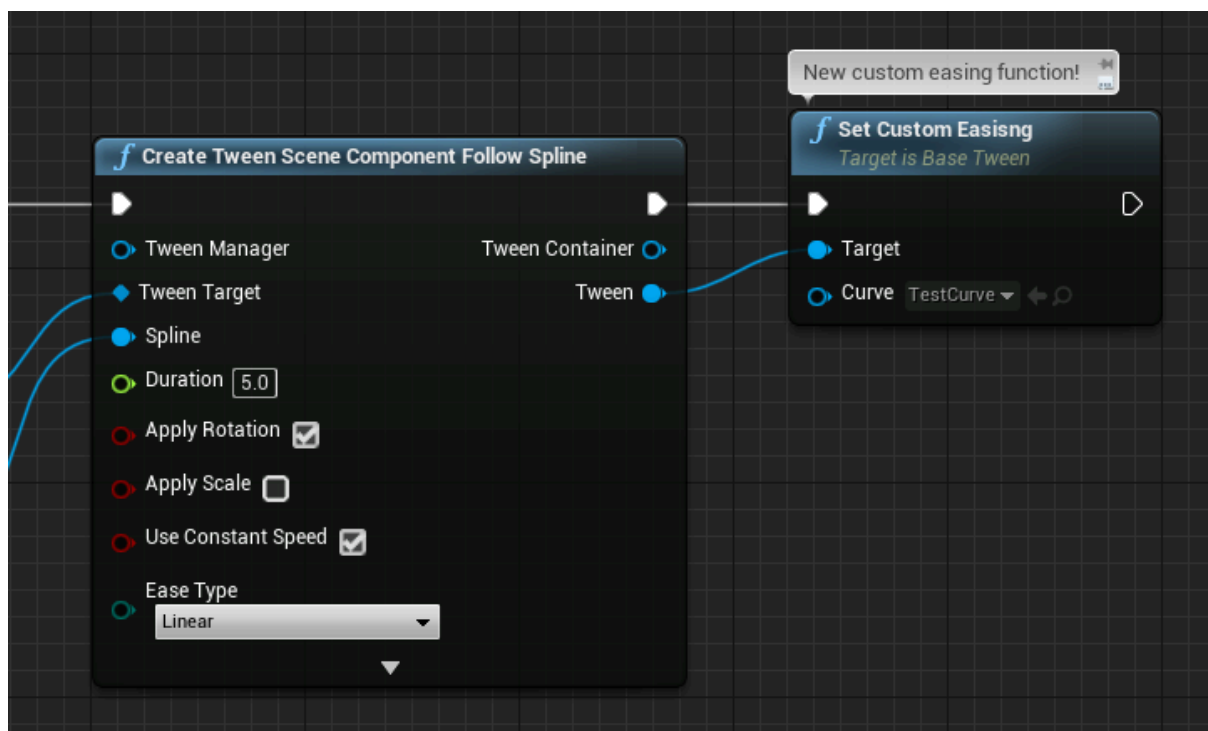 New custom easing function!
f Set Custom Easisng
Target is Base Tween
f Create Tween Scene Component Follow Spline
Tween Manager
Tween Container
Tween Target
Tween
Target
Spline
Curve TestCurve
Duration 5.0
Apply Rotation
Apply Scale
Use Constant Speed
Ease Type
Linear